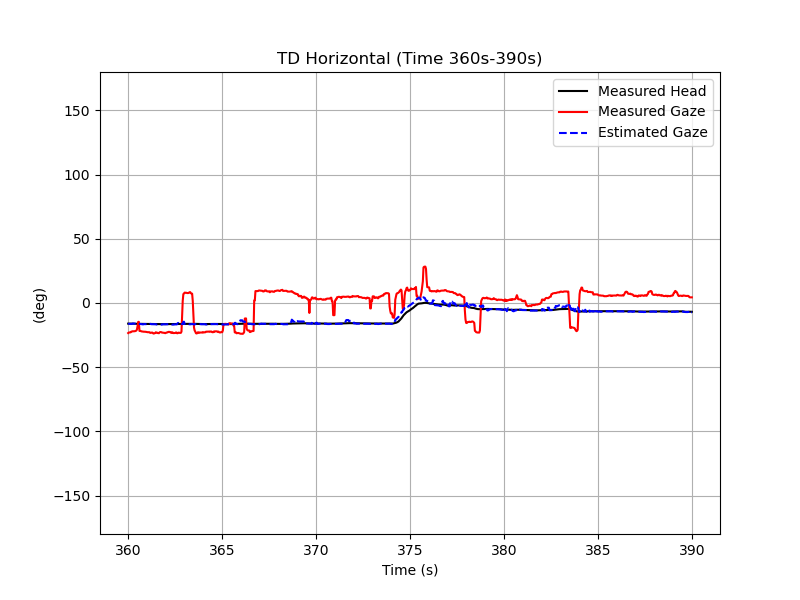 TD Horizontal (Time 360s-390s)
Measured Head
Measured Gaze
Estimated Gaze
150
100
50
0
−50
−100
−150
(deg)
360 365 370 375 380 385 390
Time (s)